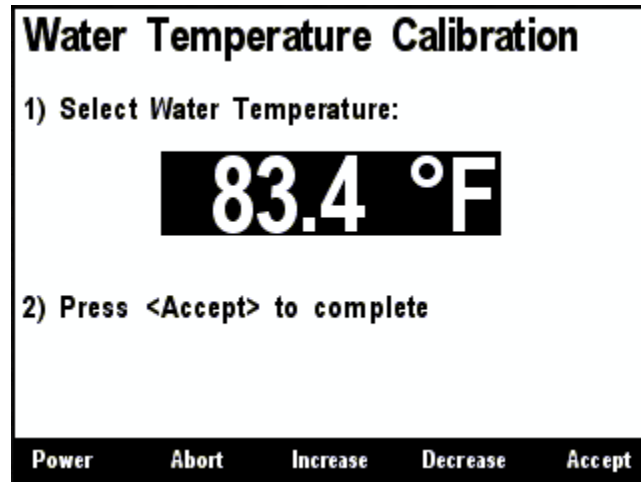 Water Temperature Calibration
1) Select Water Temperature:
83.4 °F
2) Press <Accept> to complete
Power Abort Increase Decrease Accept